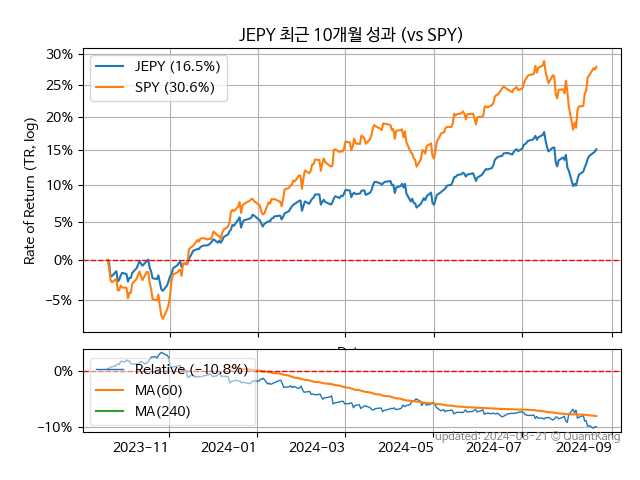 JEPY 최근 10개월 성과 (vs SPY)
JEPY (16.5%)
SPY (30.6%)
Rate of Return (TR, log)
30%
25%
20%
15%
10%
5%
0%
−5%
Relative (−10.8%)
MA(60)
MA(240)
0%
−10%
2023−11
2024−01
2024−03
2024−05
2024−07
2024−09
updated: 2024−08−21 © QuantKang